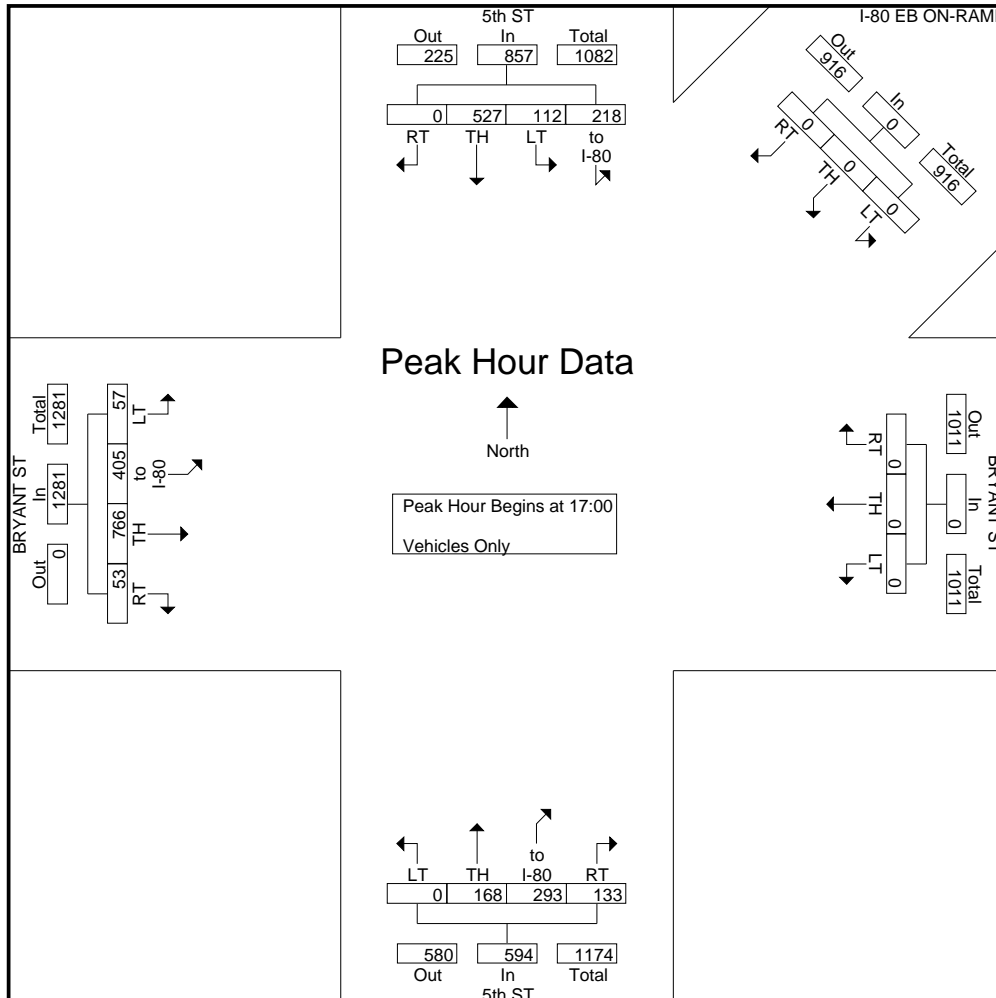 5th ST
Out In Total
225 857 1082
0 527 112 218
RT TH LT to
I-80
I-80 EB ON-RAM
Out
916
In
0
Total
916
0 0 0
RT TH LT
Peak Hour Data
North
Peak Hour Begins at 17:00
Vehicles Only
BRYANT ST
Total
1281
In
1281
Out
0
57 405 766 53
LT to
I-80
TH RT
BRYANT ST
Out
1011
In
0
Total
1011
0 0 0
RT TH LT
to
LT TH I-80 RT
0 168 293 133
580 594 1174
Out In Total
5th ST